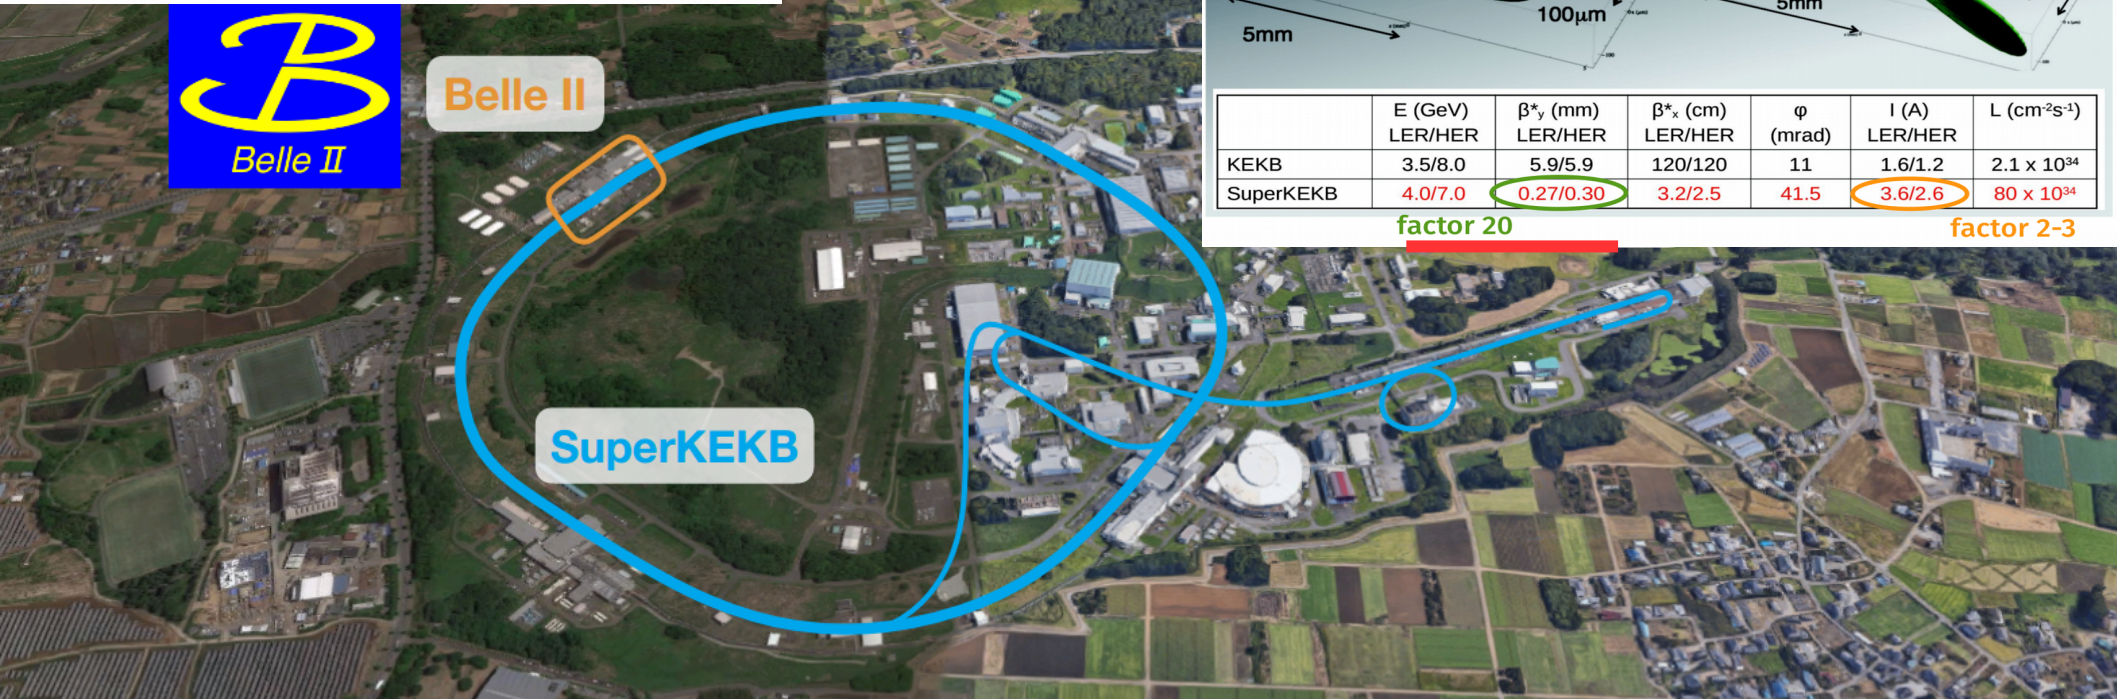 Belle II
Belle II
SuperKEKB
5mm
100μm
5mm
E (GeV) β*y (mm) β*x (cm) φ I (A) L (cm⁻²s⁻¹)
LER/HER LER/HER LER/HER (mrad) LER/HER
KEKB 3.5/8.0 5.9/5.9 120/120 11 1.6/1.2 2.1 x 10³⁴
SuperKEKB 4.0/7.0 0.27/0.30 3.2/2.5 41.5 3.6/2.6 80 x 10³⁴
factor 20 factor 2-3